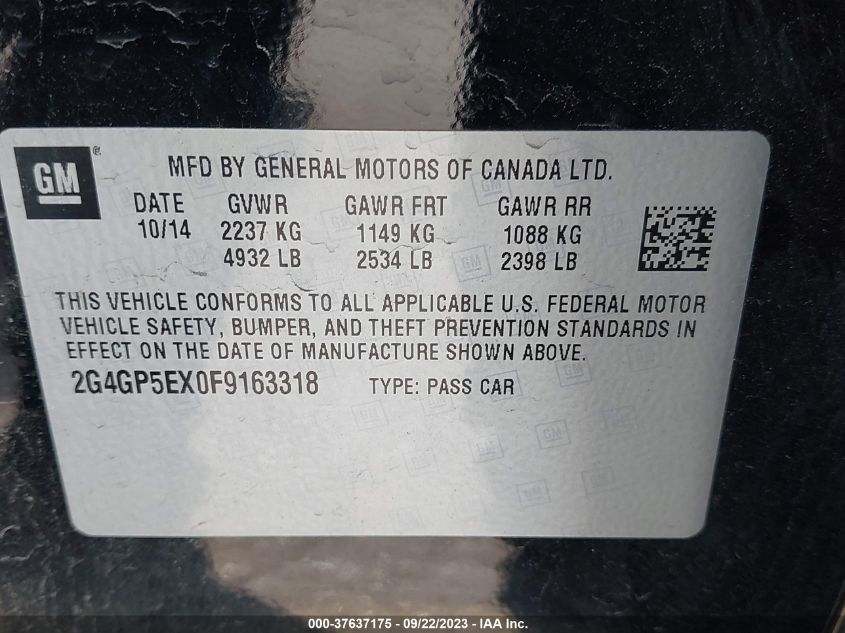 GM®
MFD BY GENERAL MOTORS OF CANADA LTD.
DATE GVWR GAWR FRT GAWR RR
10/14 2237 KG 1149 KG 1088 KG
4932 LB 2534 LB 2398 LB
THIS VEHICLE CONFORMS TO ALL APPLICABLE U.S. FEDERAL MOTOR
VEHICLE SAFETY, BUMPER, AND THEFT PREVENTION STANDARDS IN
EFFECT ON THE DATE OF MANUFACTURE SHOWN ABOVE.
2G4GP5EX0F9163318 TYPE: PASS CAR
000-37637175 - 09/22/2023 - IAA Inc.